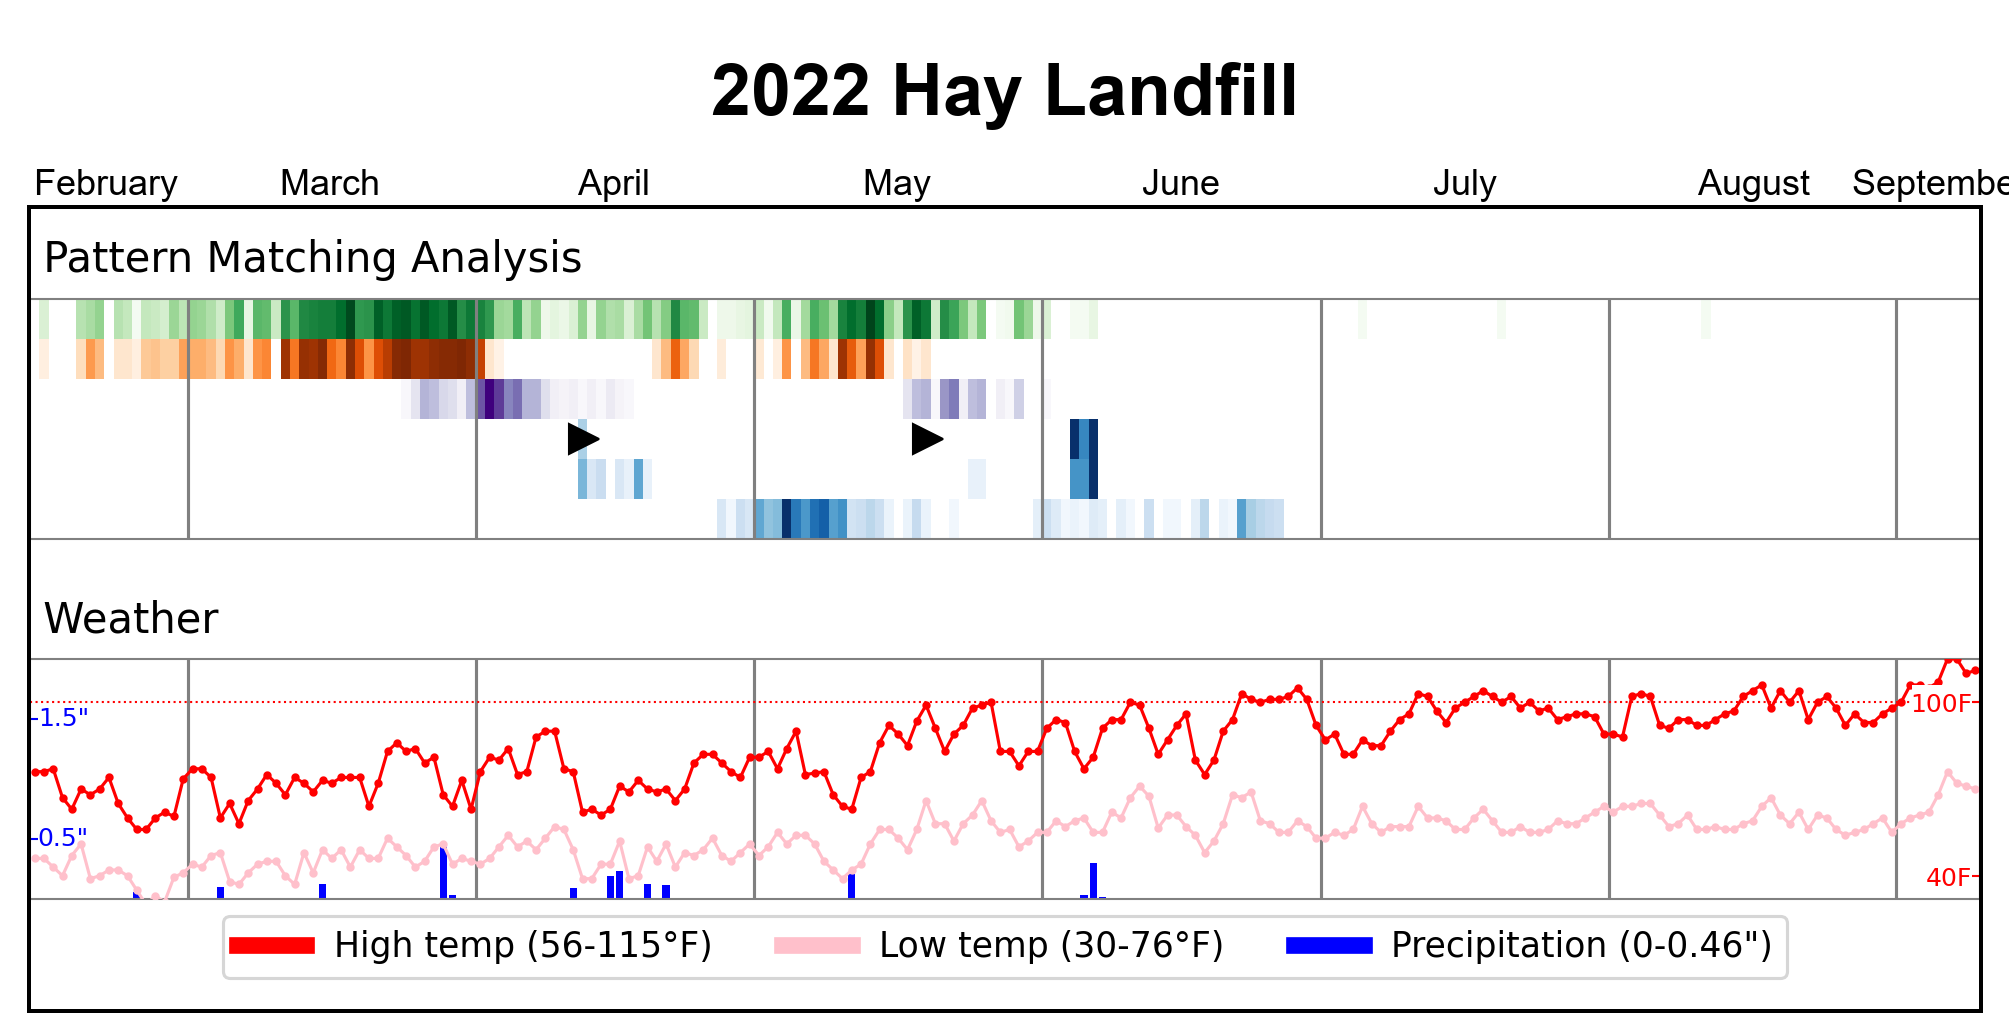 2022 Hay Landfill
February March April May June July August Septembe
Pattern Matching Analysis
Weather
-1.5"
100F-
-0.5"
40F-
High temp (56-115°F) Low temp (30-76°F) Precipitation (0-0.46")